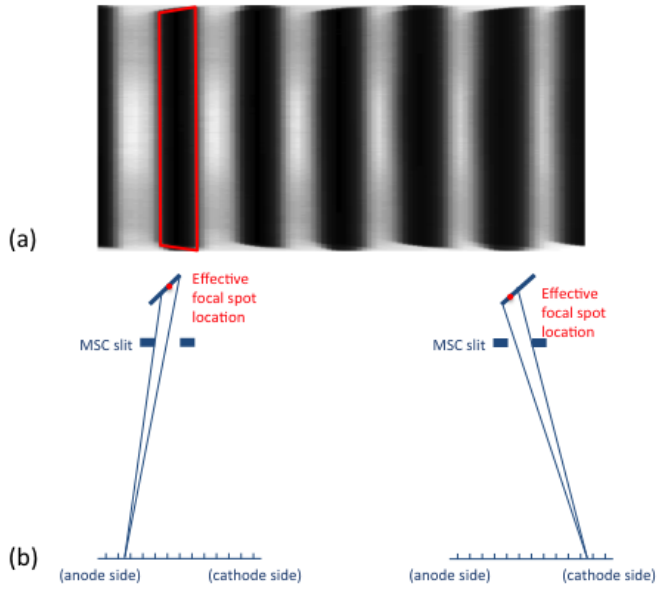 (a)
Effective
focal spot
location
MSC slit
Effective
focal spot
location
MSC slit
(b)
(anode side)
(cathode side)
(anode side)
(cathode side)